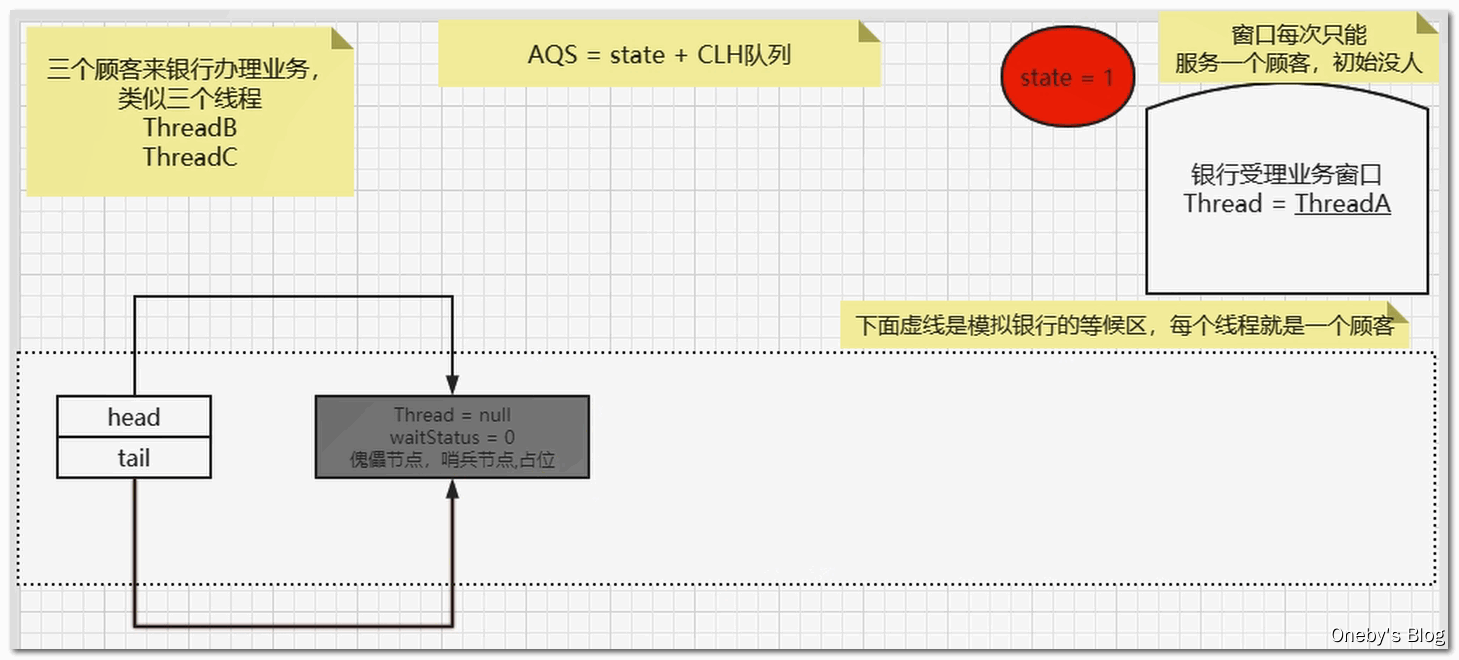 三个顾客来银行办理业务，
类似三个线程
ThreadB
ThreadC
AQS = state + CLH队列
state = 1
窗口每次只能
服务一个顾客，初始没人
银行受理业务窗口
Thread = ThreadA
下面虚线是模拟银行的等候区，每个线程就是一个顾客
head
tail
Thread = null
waitStatus = 0
傀儡节点，哨兵节点,占位
Oneby's Blog